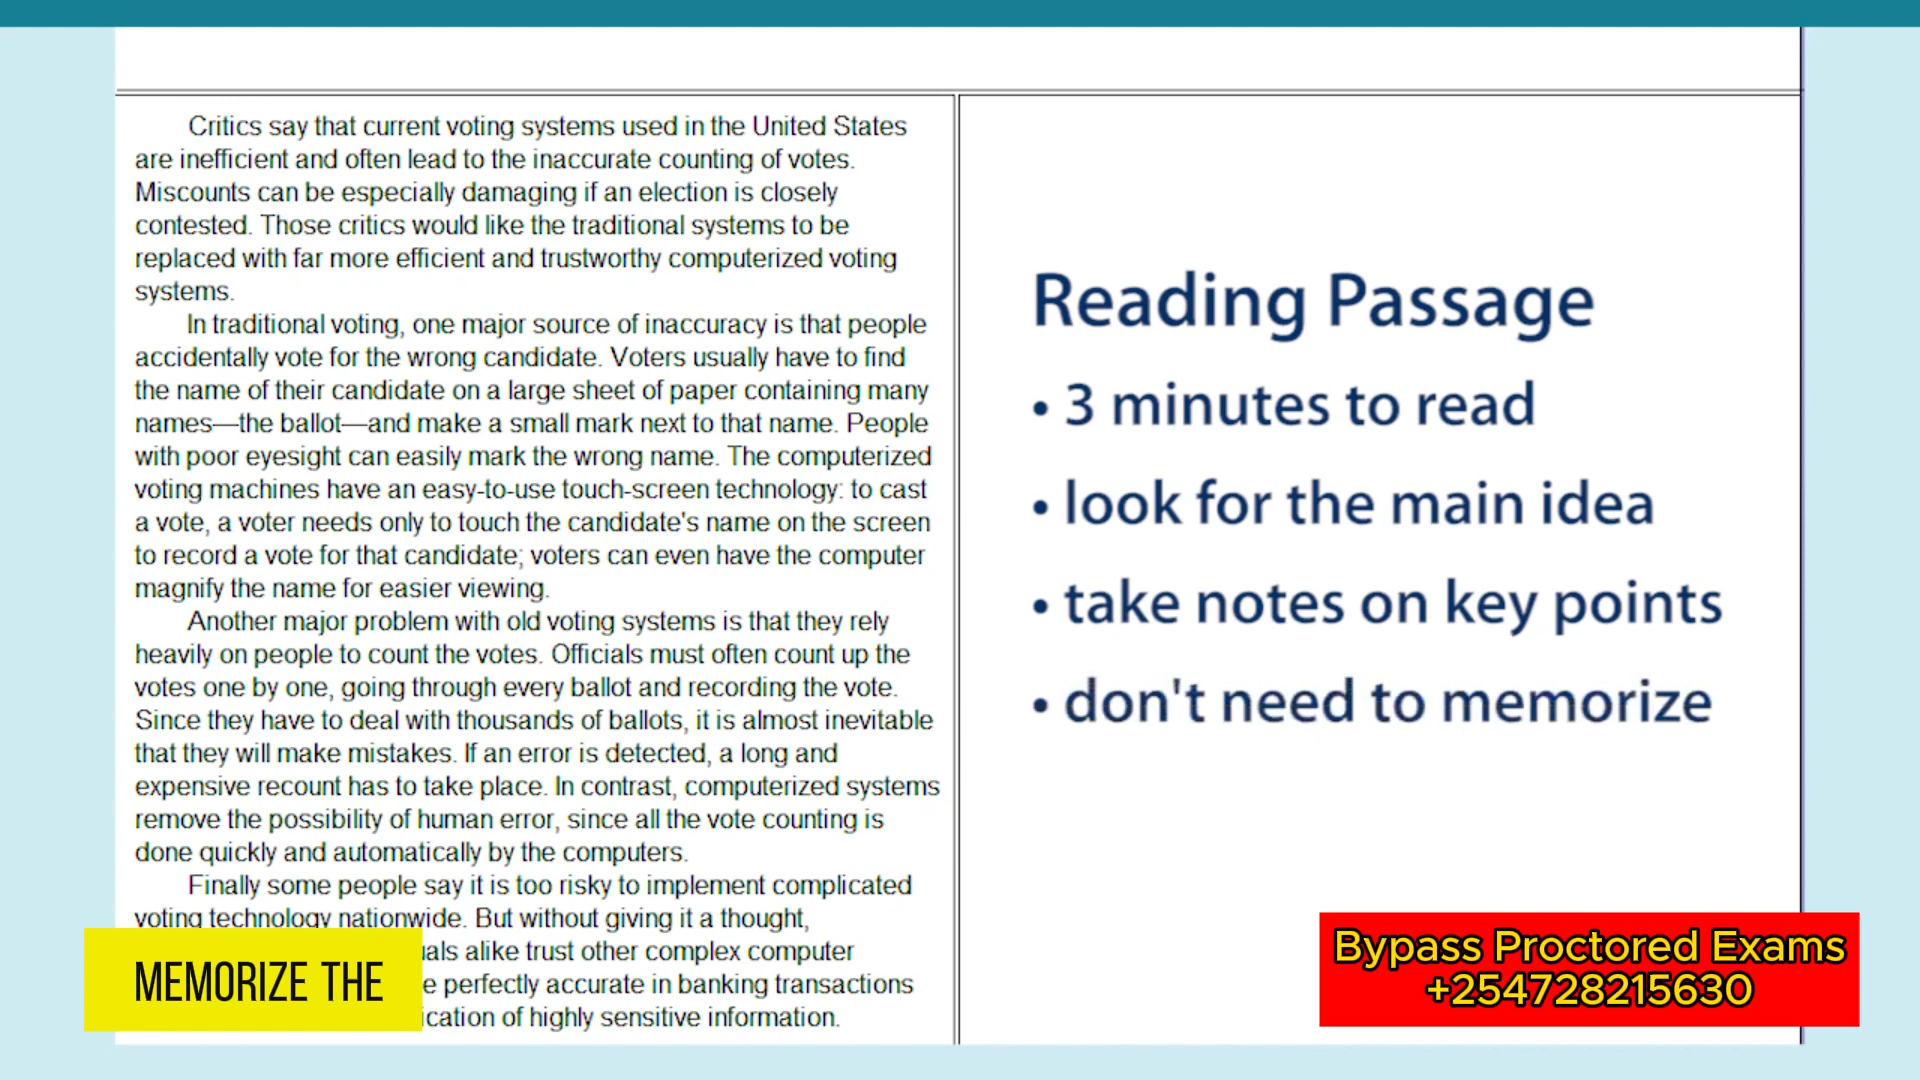 Critics say that current voting systems used in the United States
are inefficient and often lead to the inaccurate counting of votes.
Miscounts can be especially damaging if an election is closely
contested. Those critics would like the traditional systems to be
replaced with far more efficient and trustworthy computerized voting
systems.
In traditional voting, one major source of inaccuracy is that people
accidentally vote for the wrong candidate. Voters usually have to find
the name of their candidate on a large sheet of paper containing many
names—the ballot—and make a small mark next to that name. People
with poor eyesight can easily mark the wrong name. The computerized
voting machines have an easy-to-use touch-screen technology: to cast
a vote, a voter needs only to touch the candidate's name on the screen
to record a vote for that candidate; voters can even have the computer
magnify the name for easier viewing.
Another major problem with old voting systems is that they rely
heavily on people to count the votes. Officials must often count up the
votes one by one, going through every ballot and recording the vote.
Since they have to deal with thousands of ballots, it is almost inevitable
that they will make mistakes. If an error is detected, a long and
expensive recount has to take place. In contrast, computerized systems
remove the possibility of human error, since all the vote counting is
done quickly and automatically by the computers.
Finally some people say it is too risky to implement complicated
voting technology nationwide. But without giving it a thought,
alike trust other complex computer
perfectly accurate in banking transactions
of highly sensitive information.
MEMORIZE THE
Reading Passage
• 3 minutes to read
• look for the main idea
• take notes on key points
• don't need to memorize
Bypass Proctored Exams
+254728215630